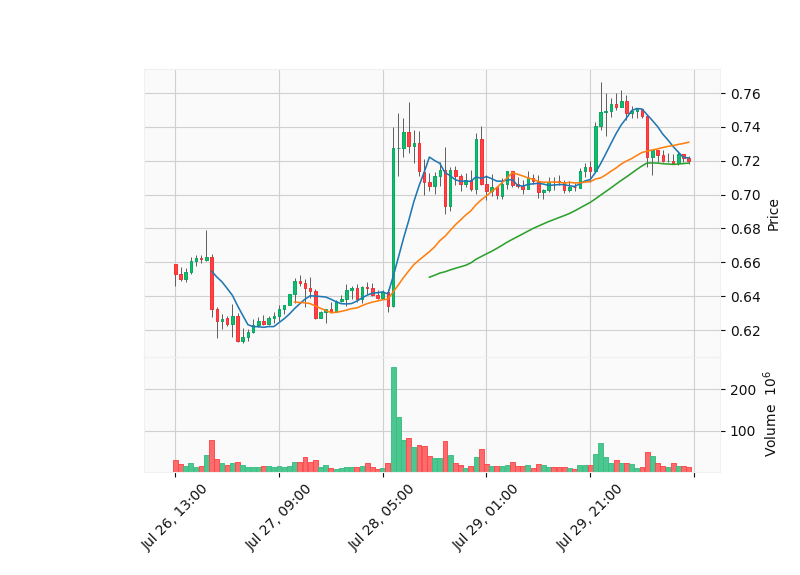 0.76
0.74
0.72
0.70
0.68
0.66
0.64
0.62
Price
200
100
Volume 10⁶
Jul 26, 13:00
Jul 27, 09:00
Jul 28, 05:00
Jul 29, 01:00
Jul 29, 21:00